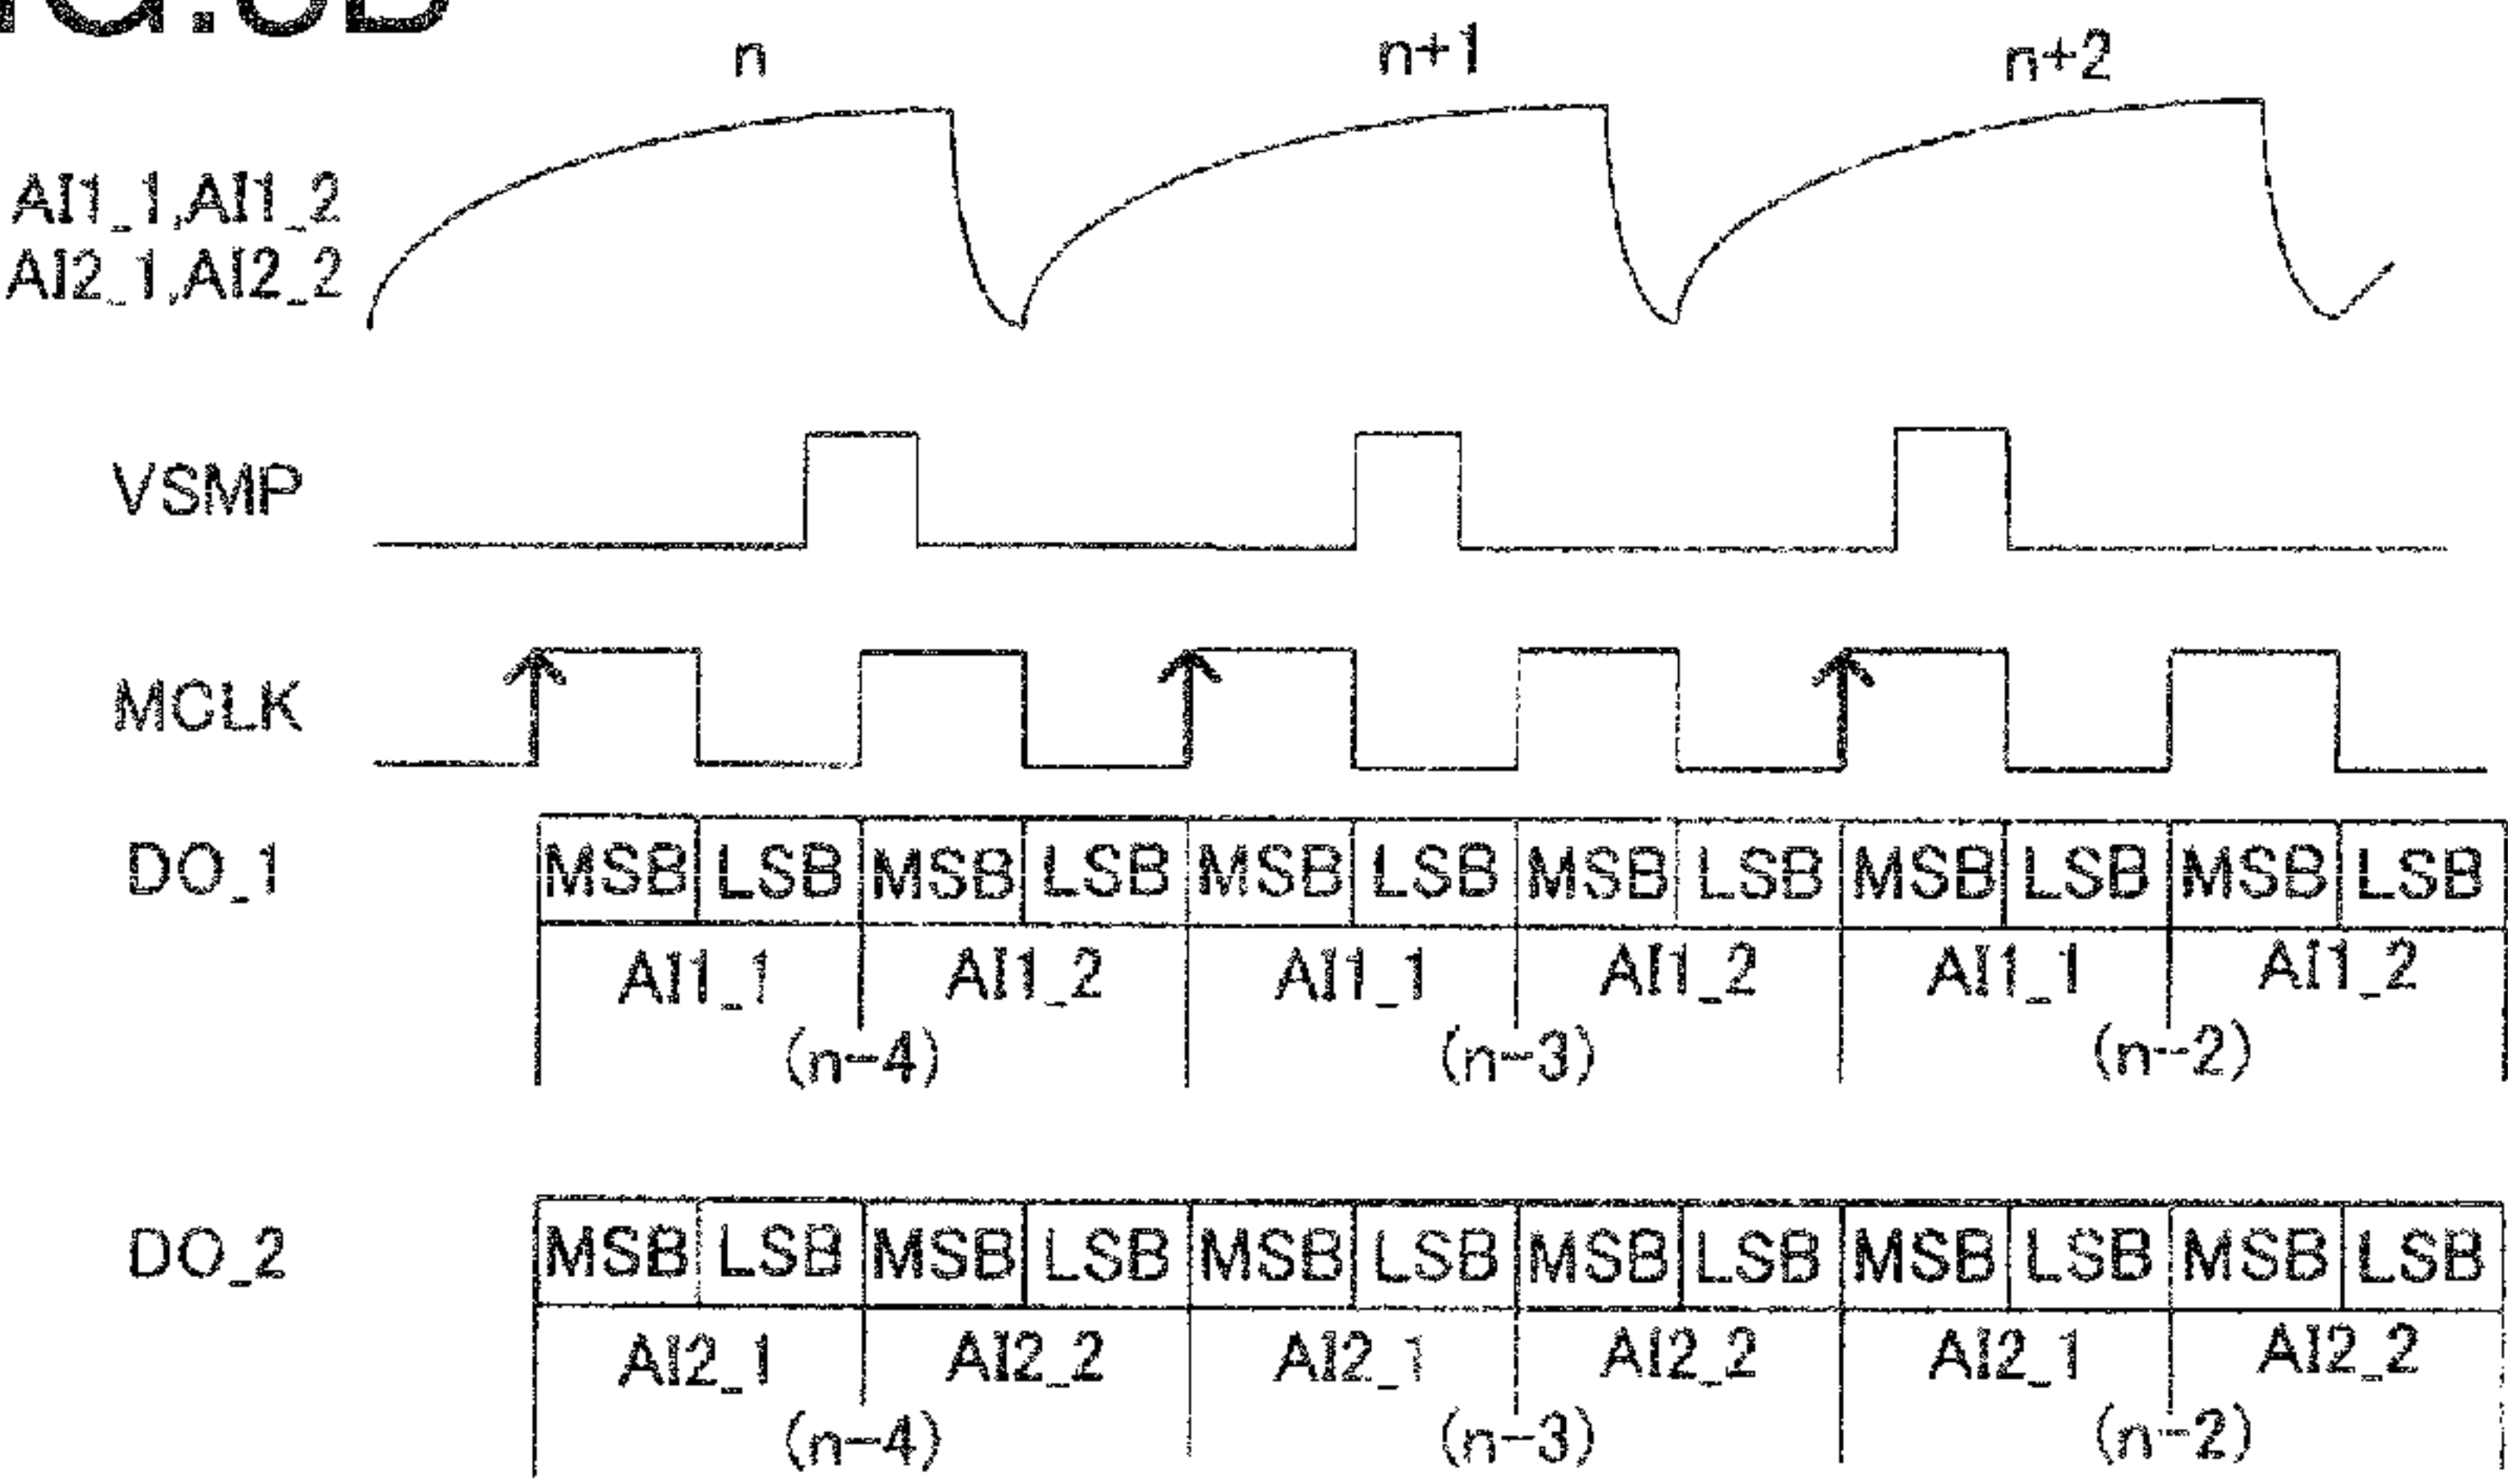 n n+1 n+2
AI1_1,AI1_2
AI2_1,AI2_2
VSMP
MCLK
DO_1 MSB LSB MSB LSB MSB LSB MSB LSB MSB LSB MSB LSB
AI1_1 AI1_2 AI1_1 AI1_2 AI1_1 AI1_2
(n-4) (n-3) (n-2)
DO_2 MSB LSB MSB LSB MSB LSB MSB LSB MSB LSB MSB LSB
AI2_1 AI2_2 AI2_1 AI2_2 AI2_1 AI2_2
(n-4) (n-3) (n-2)